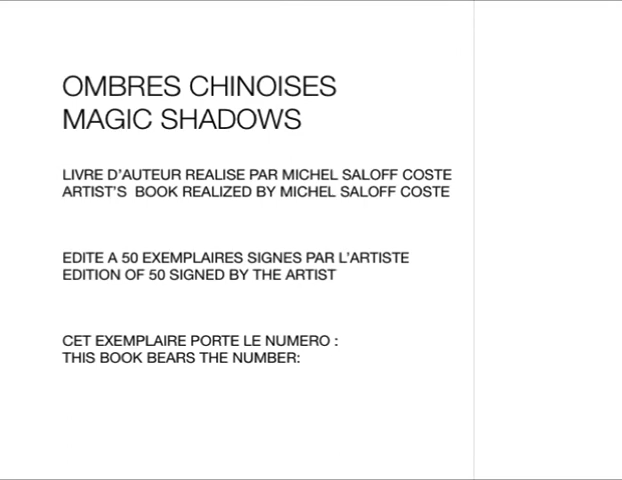 OMBRES CHINOISES
MAGIC SHADOWS
LIVRE D'AUTEUR REALISE PAR MICHEL SALOFF COSTE
ARTIST'S BOOK REALIZED BY MICHEL SALOFF COSTE
EDITE A 50 EXEMPLAIRES SIGNES PAR L'ARTISTE
EDITION OF 50 SIGNED BY THE ARTIST
CET EXEMPLAIRE PORTE LE NUMERO :
THIS BOOK BEARS THE NUMBER: